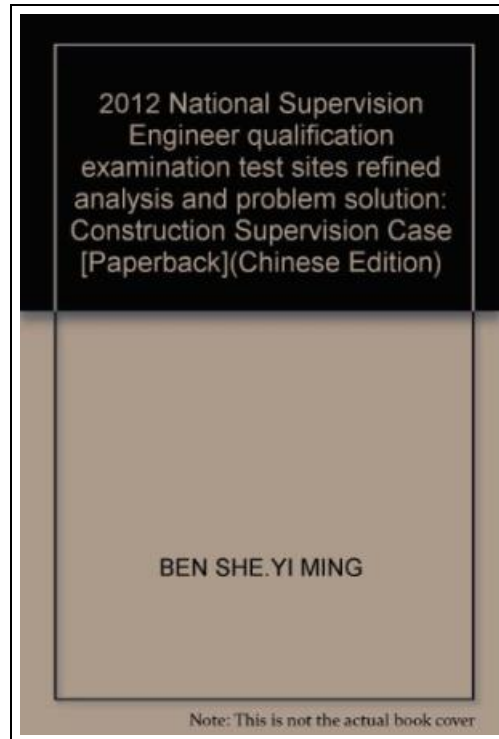 2012 National Supervision
Engineer qualification
examination test sites refined
analysis and problem solution:
Construction Supervision Case
[Paperback](Chinese Edition)
BEN SHE.YI MING
Note: This is not the actual book cover